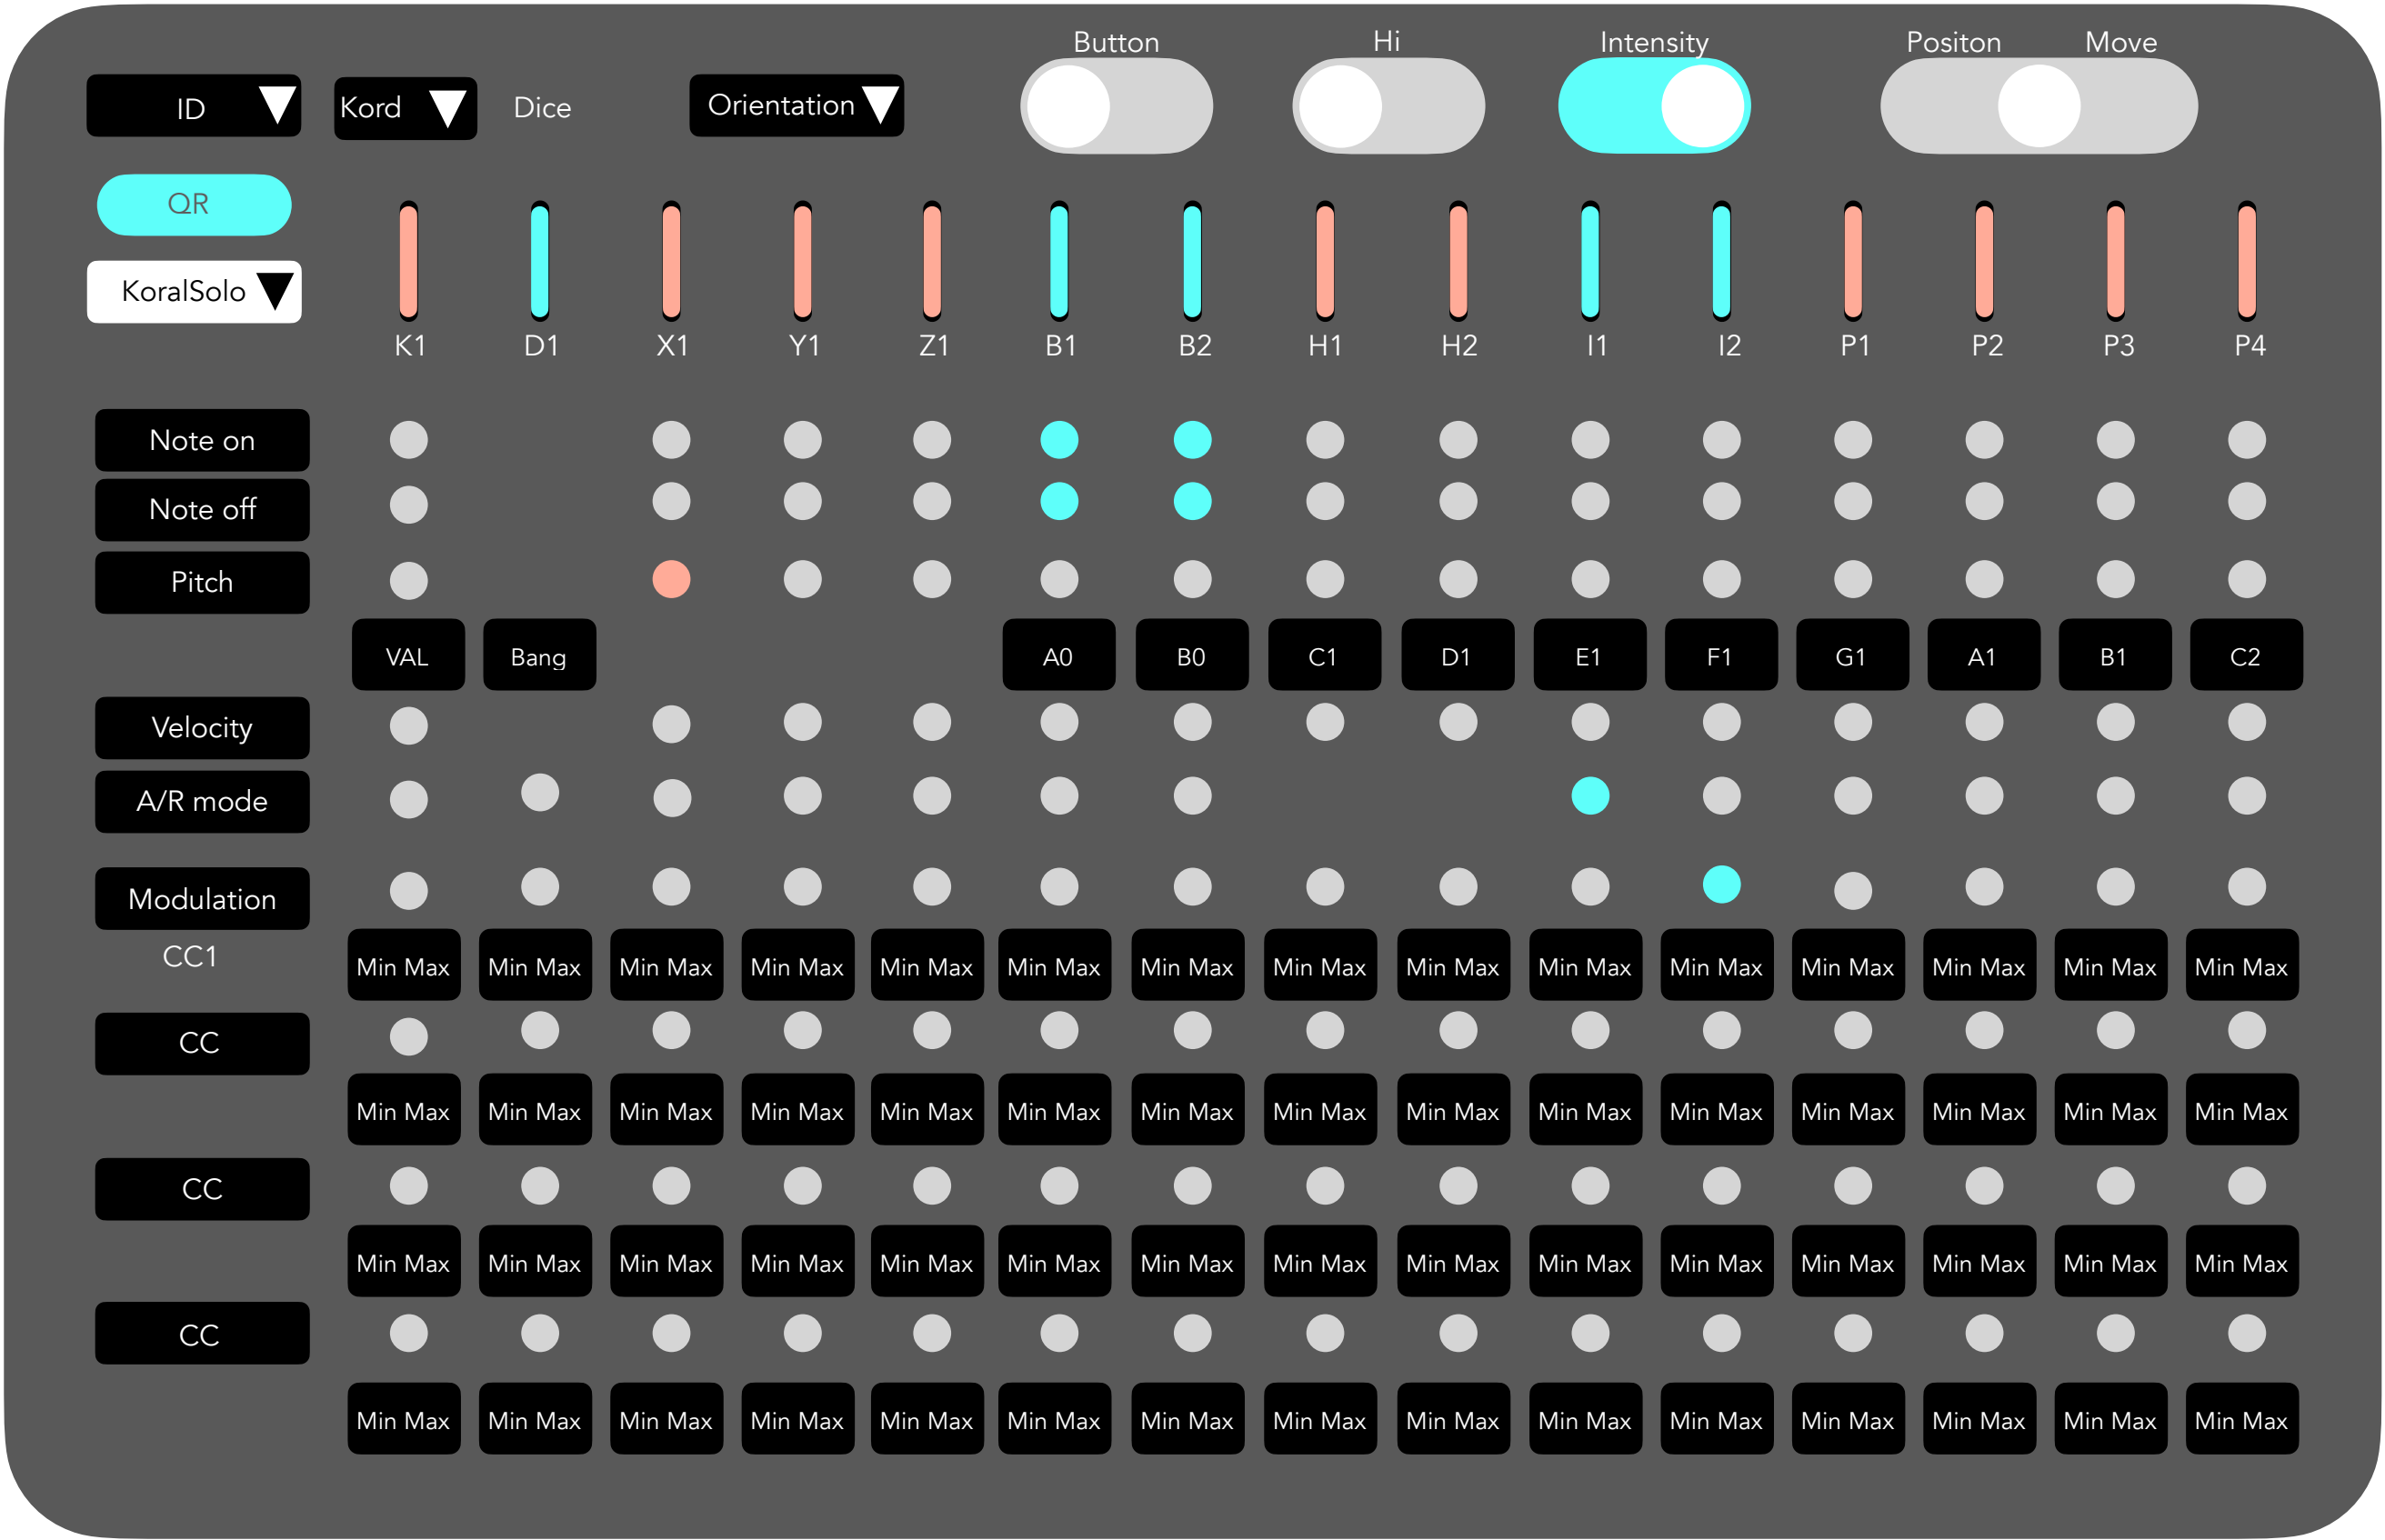 Button Hi Intensity Positon Move
ID Kord Dice Orientation
QR
KoralSolo
K1 D1 X1 Y1 Z1 B1 B2 H1 H2 I1 I2 P1 P2 P3 P4
Note on
Note off
Pitch
VAL Bang A0 B0 C1 D1 E1 F1 G1 A1 B1 C2
Velocity
A/R mode
Modulation
CC1
Min Max Min Max Min Max Min Max Min Max Min Max Min Max Min Max Min Max Min Max Min Max Min Max Min Max Min Max Min Max
CC
Min Max Min Max Min Max Min Max Min Max Min Max Min Max Min Max Min Max Min Max Min Max Min Max Min Max Min Max Min Max
CC
Min Max Min Max Min Max Min Max Min Max Min Max Min Max Min Max Min Max Min Max Min Max Min Max Min Max Min Max Min Max
CC
Min Max Min Max Min Max Min Max Min Max Min Max Min Max Min Max Min Max Min Max Min Max Min Max Min Max Min Max Min Max